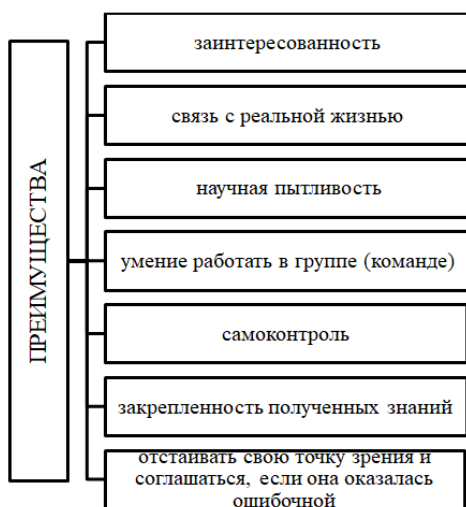 ПРЕИМУЩЕСТВА
заинтересованность
связь с реальной жизнью
научная пытливость
умение работать в группе (команде)
самоконтроль
закрепленность полученных знаний
отстаивать свою точку зрения и
соглашаться, если она оказалась
ошибочной